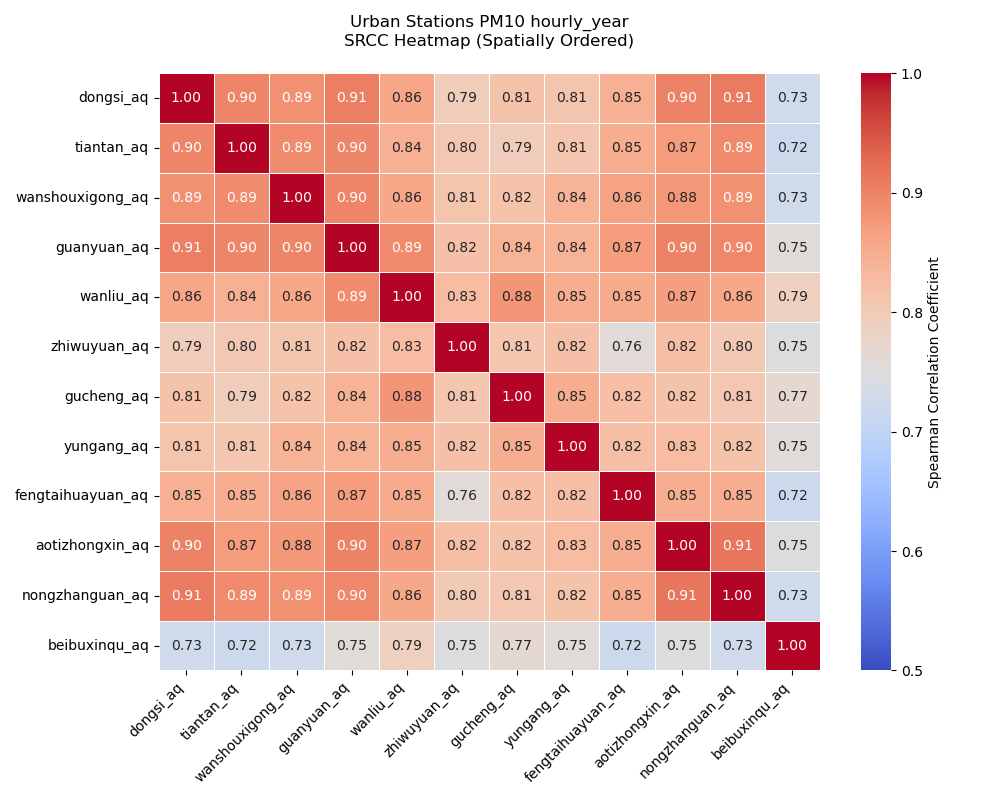 Urban Stations PM10 hourly_year
SRCC Heatmap (Spatially Ordered)
dongsi_aq 1.00 0.90 0.89 0.91 0.86 0.79 0.81 0.81 0.85 0.90 0.91 0.73
tiantan_aq 0.90 1.00 0.89 0.90 0.84 0.80 0.79 0.81 0.85 0.87 0.89 0.72
wanshouxigong_aq 0.89 0.89 1.00 0.90 0.86 0.81 0.82 0.84 0.86 0.88 0.89 0.73
guanyuan_aq 0.91 0.90 0.90 1.00 0.89 0.82 0.84 0.84 0.87 0.90 0.90 0.75
wanliu_aq 0.86 0.84 0.86 0.89 1.00 0.83 0.88 0.85 0.85 0.87 0.86 0.79
zhiwuyuan_aq 0.79 0.80 0.81 0.82 0.83 1.00 0.81 0.82 0.76 0.82 0.80 0.75
gucheng_aq 0.81 0.79 0.82 0.84 0.88 0.81 1.00 0.85 0.82 0.82 0.81 0.77
yungang_aq 0.81 0.81 0.84 0.84 0.85 0.82 0.85 1.00 0.82 0.83 0.82 0.75
fengtaihuayuan_aq 0.85 0.85 0.86 0.87 0.85 0.76 0.82 0.82 1.00 0.85 0.85 0.72
aotizhongxin_aq 0.90 0.87 0.88 0.90 0.87 0.82 0.82 0.83 0.85 1.00 0.91 0.75
nongzhanguan_aq 0.91 0.89 0.89 0.90 0.86 0.80 0.81 0.82 0.85 0.91 1.00 0.73
beibuxinqu_aq 0.73 0.72 0.73 0.75 0.79 0.75 0.77 0.75 0.72 0.75 0.73 1.00
dongsi_aq
tiantan_aq
wanshouxigong_aq
guanyuan_aq
wanliu_aq
zhiwuyuan_aq
gucheng_aq
yungang_aq
fengtaihuayuan_aq
aotizhongxin_aq
nongzhanguan_aq
beibuxinqu_aq
1.0
0.9
0.8
0.7
0.6
0.5
Spearman Correlation Coefficient